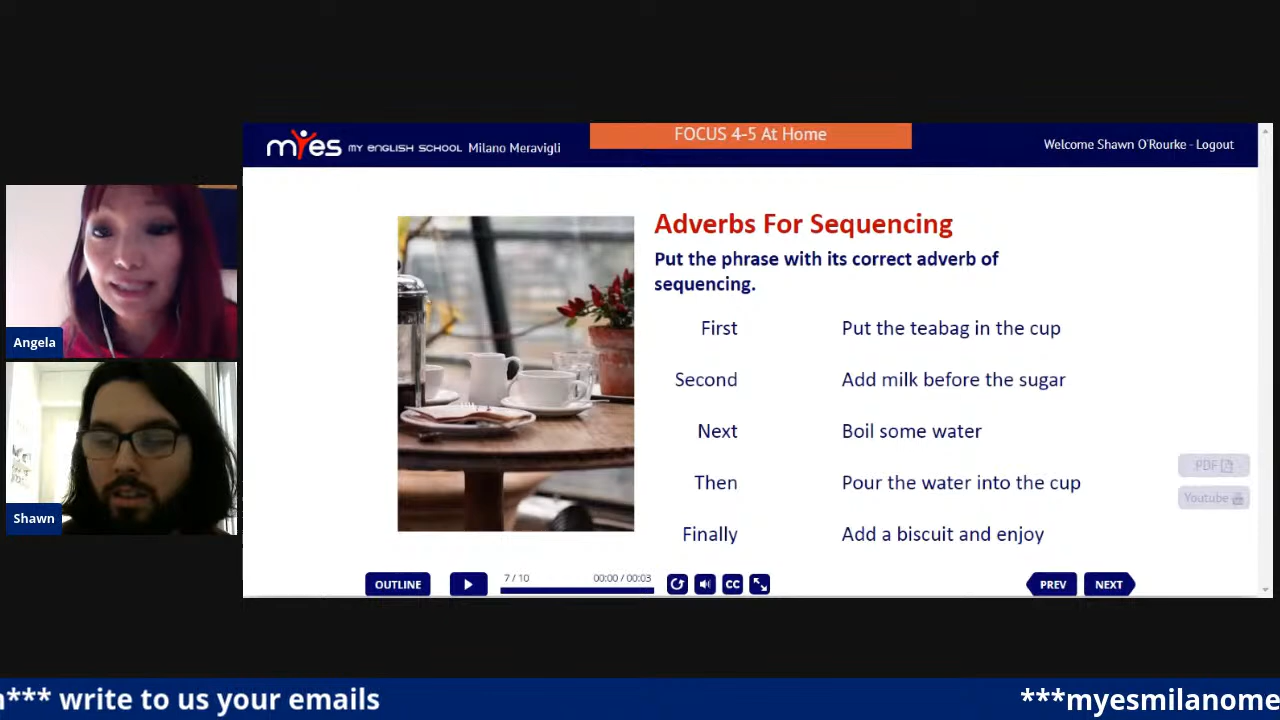 myes MY ENGLISH SCHOOL Milano Meravigli
FOCUS 4-5 At Home
Welcome Shawn O'Rourke - Logout
Angela
Shawn
Adverbs For Sequencing
Put the phrase with its correct adverb of
sequencing.
First Put the teabag in the cup
Second Add milk before the sugar
Next Boil some water
Then Pour the water into the cup
Finally Add a biscuit and enjoy
PDF
Youtube
OUTLINE
7 / 10
00:00 / 00:03
CC
PREV
NEXT
*** write to us your emails
***myesmilanome